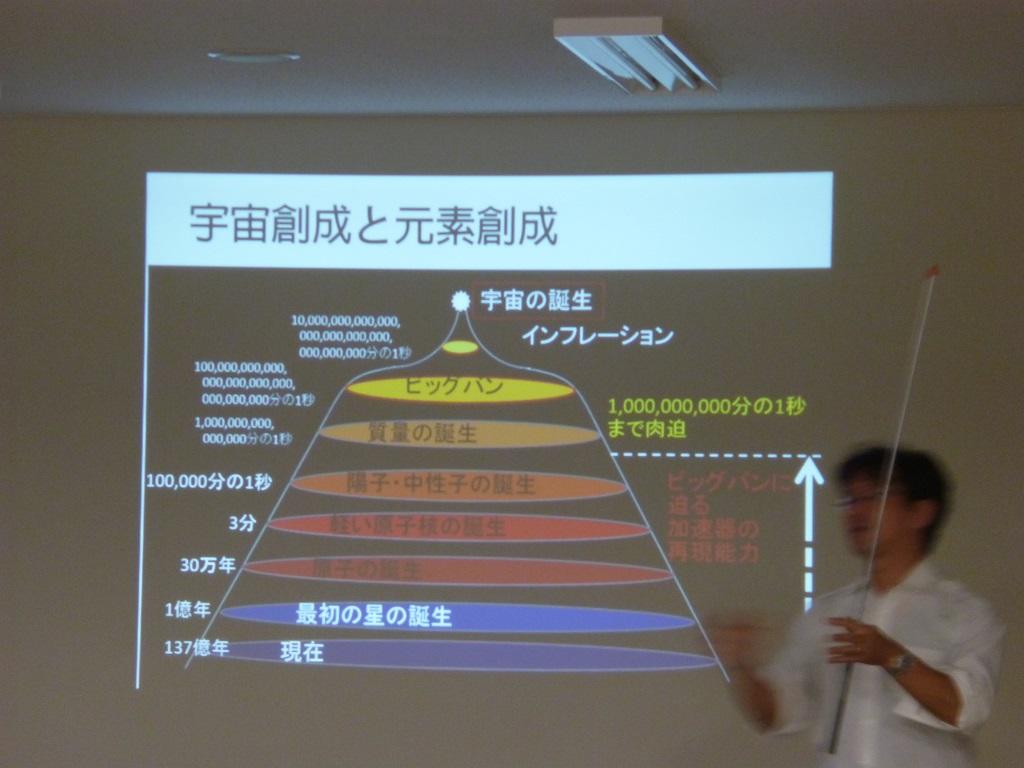 宇宙創成と元素創成
宇宙の誕生
10,000,000,000,000,
000,000,000,000,
000,000,000分の1秒
インフレーション
100,000,000,000,
000,000,000,000,
000,000,000分の1秒
ビッグバン
1,000,000,000分の1秒
まで肉迫
1,000,000,000,
000,000分の1秒
質量の誕生
100,000分の1秒
陽子・中性子の誕生
ビッグバンに
迫る
加速器の
再現能力
3分
軽い原子核の誕生
30万年
原子の誕生
1億年
最初の星の誕生
137億年
現在